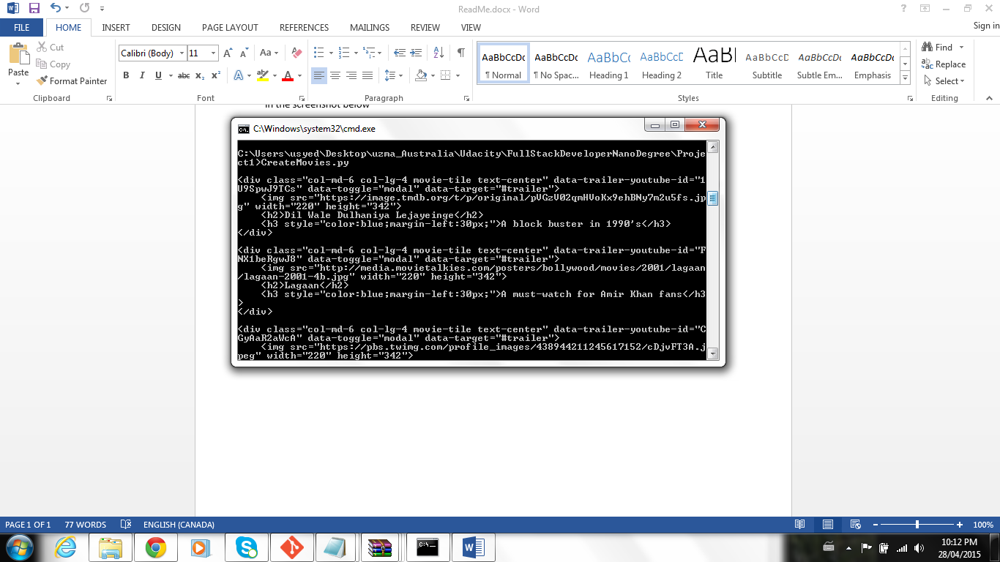 ReadMe.docx - Word
Sign in
FILE HOME INSERT DESIGN PAGE LAYOUT REFERENCES MAILINGS REVIEW VIEW
Paste
Cut
Copy
Format Painter
Clipboard
Calibri (Body) 11
Font
Paragraph
AaBbCcDc AaBbCcDc AaBbCc AaBbCcC AaBl AaBbCcD AaBbCcDc AaBbCcDc
¶ Normal ¶ No Spac... Heading 1 Heading 2 Title Subtitle Subtle Em... Emphasis
Styles
Find
Replace
Select
Editing
in the screenshot below
C:\Windows\system32\cmd.exe
C:\Users\usyed\Desktop\uzma_Australia\Udacity\FullStackDeveloperNanoDegree\Proje
ct1>CreateMovies.py
<div class="col-md-6 col-lg-4 movie-tile text-center" data-trailer-youtube-id="1
U9SpwJ9TCs" data-toggle="modal" data-target="#trailer">
<img src="https://image.tmdb.org/t/p/original/pVGzV02qmHVoKx9ehBNy7m2u5fs.jp
g" width="220" height="342">
<h2>Dil Wale Dulhaniya Lejayeinge</h2>
<h3 style="color:blue;margin-left:30px;">A block buster in 1990's</h3>
</div>
<div class="col-md-6 col-lg-4 movie-tile text-center" data-trailer-youtube-id="F
NX1beRgwJ8" data-toggle="modal" data-target="#trailer">
<img src="http://media.movietalkies.com/posters/bollywood/movies/2001/lagaan
/lagaan-2001-4b.jpg" width="220" height="342">
<h2>Lagaan</h2>
<h3 style="color:blue;margin-left:30px;">A must-watch for Amir Khan fans</h3
>
</div>
<div class="col-md-6 col-lg-4 movie-tile text-center" data-trailer-youtube-id="C
GyAaR2aWcA" data-toggle="modal" data-target="#trailer">
<img src="https://pbs.twimg.com/profile_images/438944211245617152/cDjvFT3A.j
peg" width="220" height="342">
PAGE 1 OF 1 77 WORDS ENGLISH (CANADA) 100%
10:12 PM
28/04/2015